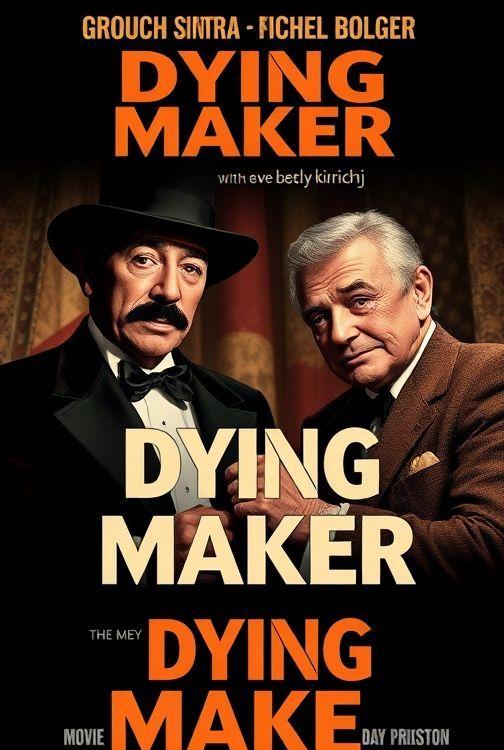 GROUCH SINTRA - FICHEL BOLGER
DYING
MAKER
with eve betly kirrichj
DYING
MAKER
THE MEY DYING
MOVIE MAKE DAY PRIISTON